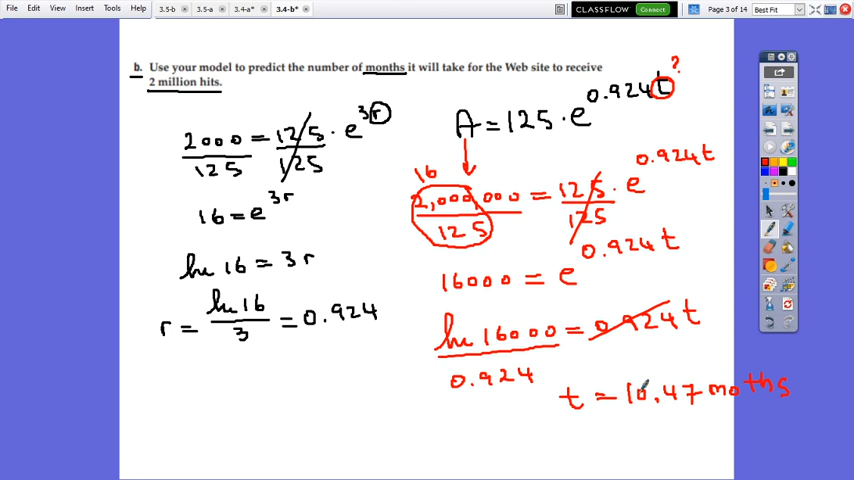 File Edit View Insert Tools Help 3.5-b 3.5-a 3.4-a* 3.4-b* CLASSFLOW Connect Page 3 of 14 Best Fit
b. Use your model to predict the number of months it will take for the Web site to receive
2 million hits.
2000/125 = 125/125 · e^3r
16 = e^3r
ln 16 = 3r
r = ln 16/3 = 0.924
A = 125 · e^0.924t ?
16
2,000,000/125 = 125/125 · e^0.924t
16000 = e^0.924t
ln 16000/0.924 = 0.924t
t = 10.47 moths